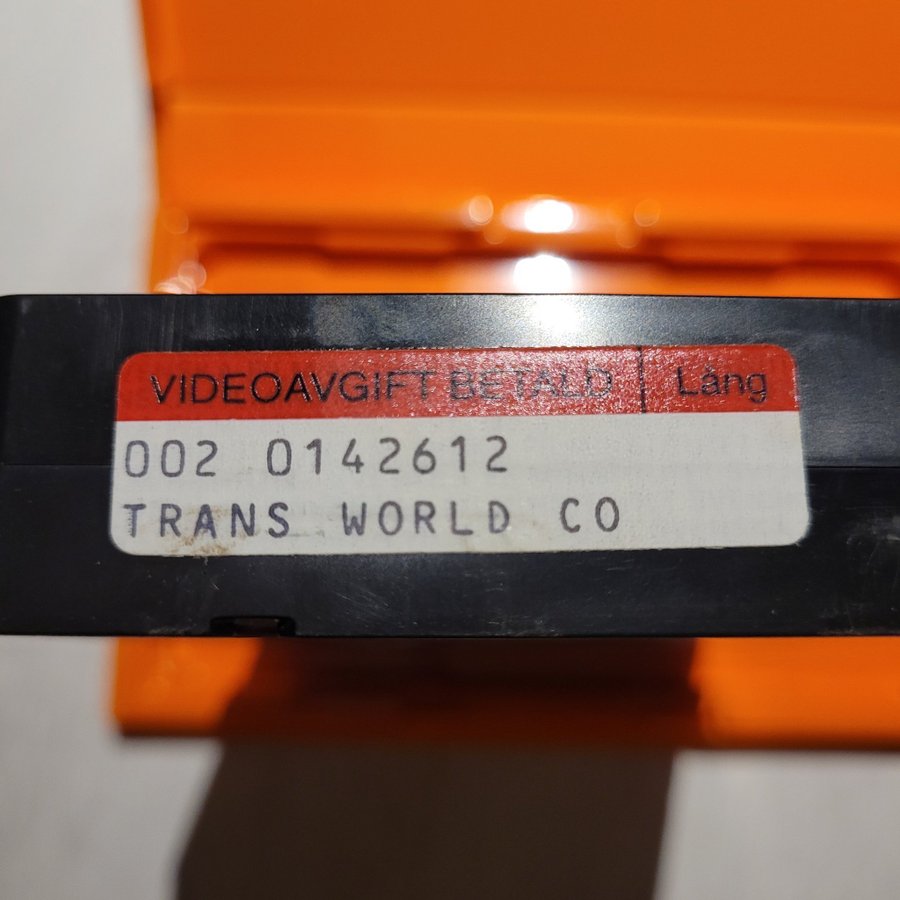 VIDEOAVGIFT BETALD | Lång
002 0142612
TRANS WORLD CO